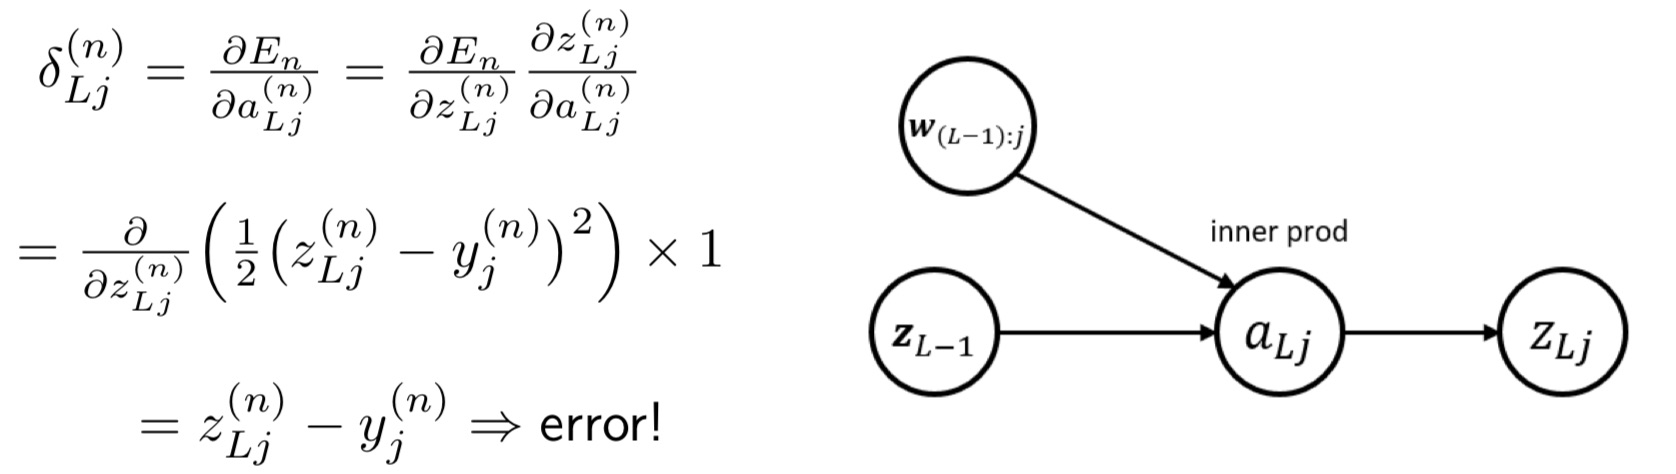 $\delta_{Lj}^{(n)} = \frac{\partial E_n}{\partial a_{Lj}^{(n)}} = \frac{\partial E_n}{\partial z_{Lj}^{(n)}} \frac{\partial z_{Lj}^{(n)}}{\partial a_{Lj}^{(n)}}$
$= \frac{\partial}{\partial z_{Lj}^{(n)}} \left( \frac{1}{2} \left( z_{Lj}^{(n)} - y_j^{(n)} \right)^2 \right) \times 1$
$= z_{Lj}^{(n)} - y_j^{(n)} \Rightarrow$ error!
$\boldsymbol{w}_{(L-1):j}$
inner prod
$\boldsymbol{z}_{L-1}$
$a_{Lj}$
$z_{Lj}$